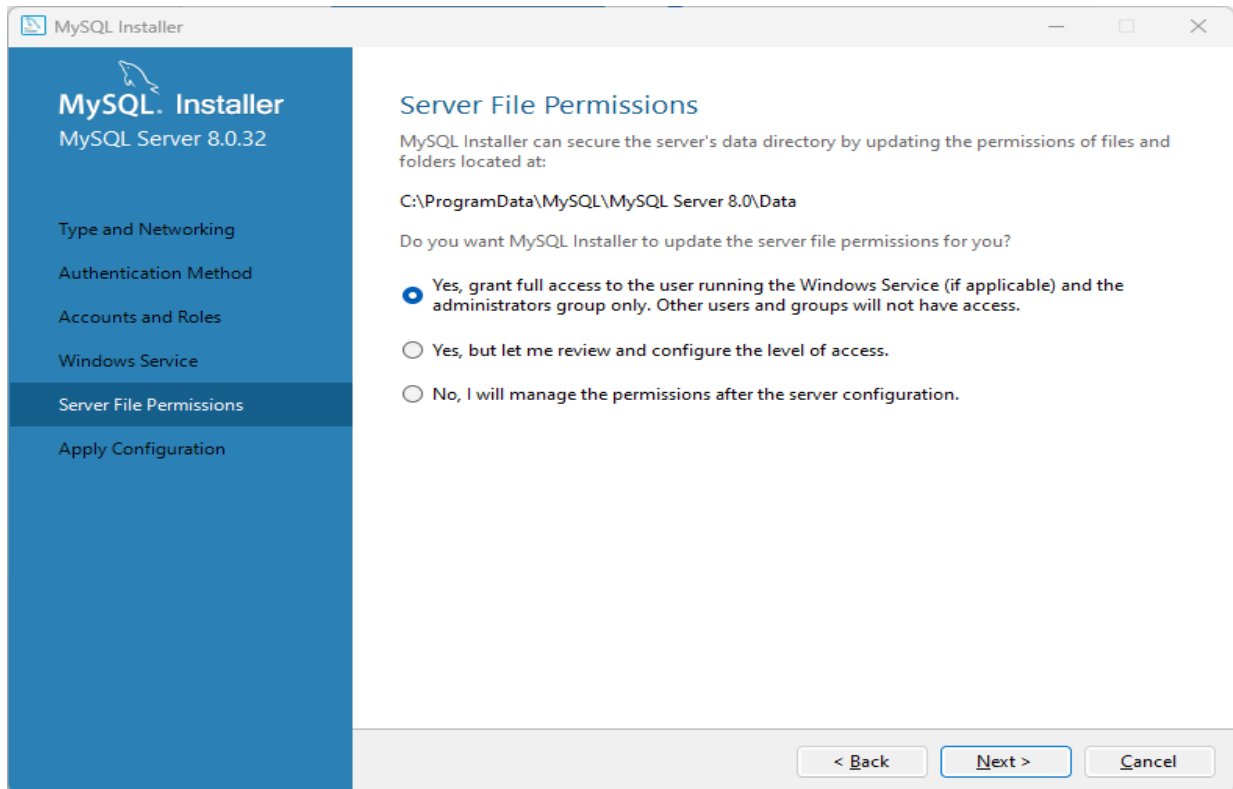 MySQL Installer
MySQL. Installer
MySQL Server 8.0.32
Type and Networking
Authentication Method
Accounts and Roles
Windows Service
Server File Permissions
Apply Configuration
Server File Permissions
MySQL Installer can secure the server's data directory by updating the permissions of files and
folders located at:
C:\ProgramData\MySQL\MySQL Server 8.0\Data
Do you want MySQL Installer to update the server file permissions for you?
Yes, grant full access to the user running the Windows Service (if applicable) and the
administrators group only. Other users and groups will not have access.
Yes, but let me review and configure the level of access.
No, I will manage the permissions after the server configuration.
< Back
Next >
Cancel